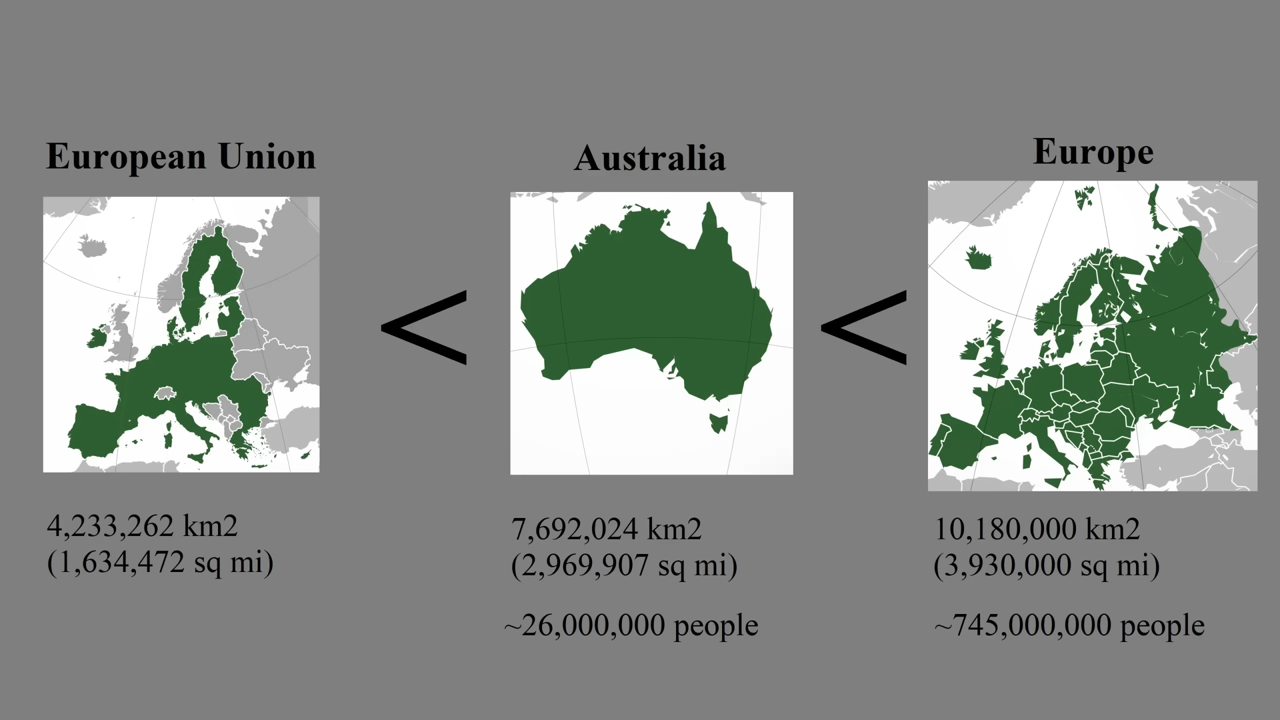 European Union
4,233,262 km2
(1,634,472 sq mi)
<
Australia
7,692,024 km2
(2,969,907 sq mi)
~26,000,000 people
<
Europe
10,180,000 km2
(3,930,000 sq mi)
~745,000,000 people